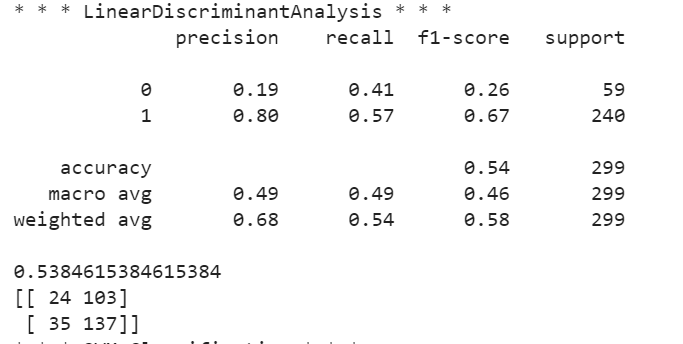 * * * LinearDiscriminantAnalysis * * *
precision recall f1-score support
0 0.19 0.41 0.26 59
1 0.80 0.57 0.67 240
accuracy 0.54 299
macro avg 0.49 0.49 0.46 299
weighted avg 0.68 0.54 0.58 299
0.5384615384615384
[[ 24 103]
[ 35 137]]